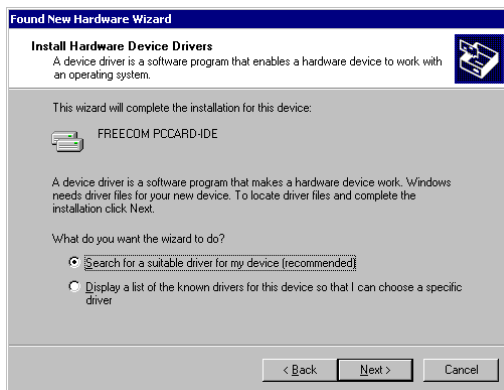 Found New Hardware Wizard
Install Hardware Device Drivers
A device driver is a software program that enables a hardware device to work with
an operating system.
This wizard will complete the installation for this device:
FREECOM PCCARD-IDE
A device driver is a software program that makes a hardware device work. Windows
needs driver files for your new device. To locate driver files and complete the
installation click Next.
What do you want the wizard to do?
Search for a suitable driver for my device (recommended)
Display a list of the known drivers for this device so that I can choose a specific
driver
< Back Next > Cancel